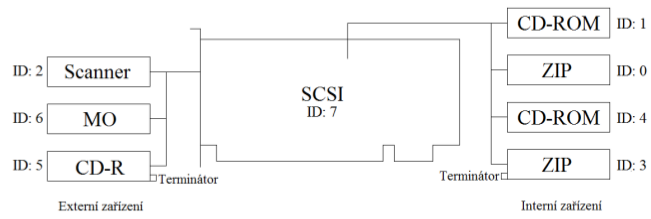 CD-ROM ID: 1
ID: 2 Scanner
ZIP ID: 0
SCSI
ID: 7
ID: 6 MO
CD-ROM ID: 4
ID: 5 CD-R
ZIP ID: 3
Terminátor
Terminátor
Externí zařízení
Interní zařízení